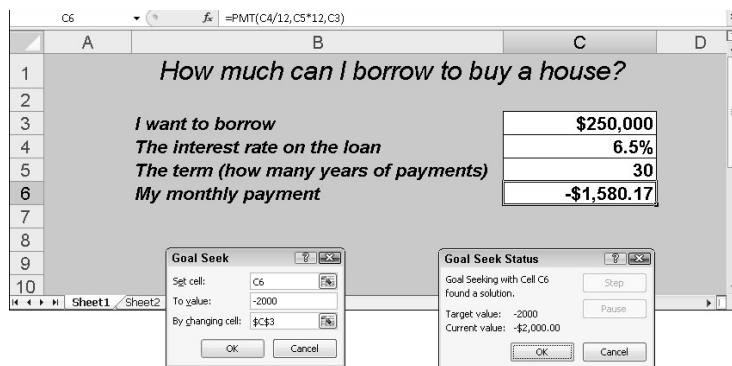 C6 fx =PMT(C4/12,C5*12,C3)
A B C D
1 How much can I borrow to buy a house?
2
3 I want to borrow $250,000
4 The interest rate on the loan 6.5%
5 The term (how many years of payments) 30
6 My monthly payment -$1,580.17
7
8
9
10
Sheet1 Sheet2
Goal Seek
Set cell: C6
To value: -2000
By changing cell: $C$3
OK Cancel
Goal Seek Status
Goal Seeking with Cell C6 Step
found a solution.
Pause
Target value: -2000
Current value: -$2,000.00
OK Cancel